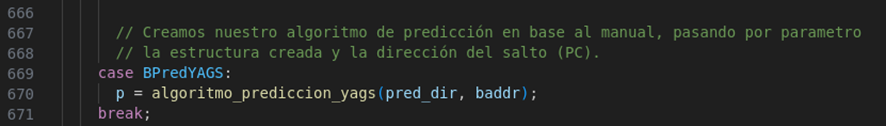 666
667 // Creamos nuestro algoritmo de predicción en base al manual, pasando por parametro
668 // la estructura creada y la dirección del salto (PC).
669 case BPredYAGS:
670 p = algoritmo_prediccion_yags(pred_dir, baddr);
671 break;